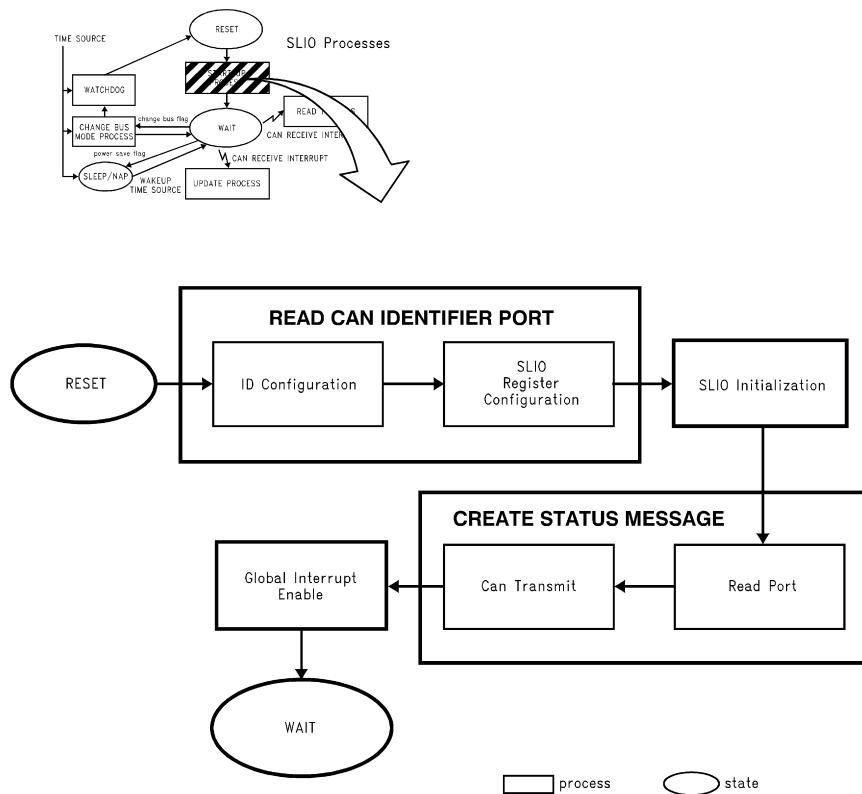 RESET
TIME SOURCE
SLIO Processes
WATCHDOG
change bus flag
CHANGE BUS
MODE PROCESS
WAIT
CAN RECEIVE
power save flag
CAN RECEIVE INTERRUPT
SLEEP/NAP
WAKEUP
TIME SOURCE
UPDATE PROCESS
READ CAN IDENTIFIER PORT
RESET
ID Configuration
SLIO
Register
Configuration
SLIO Initialization
CREATE STATUS MESSAGE
Global Interrupt
Enable
Can Transmit
Read Port
WAIT
process
state